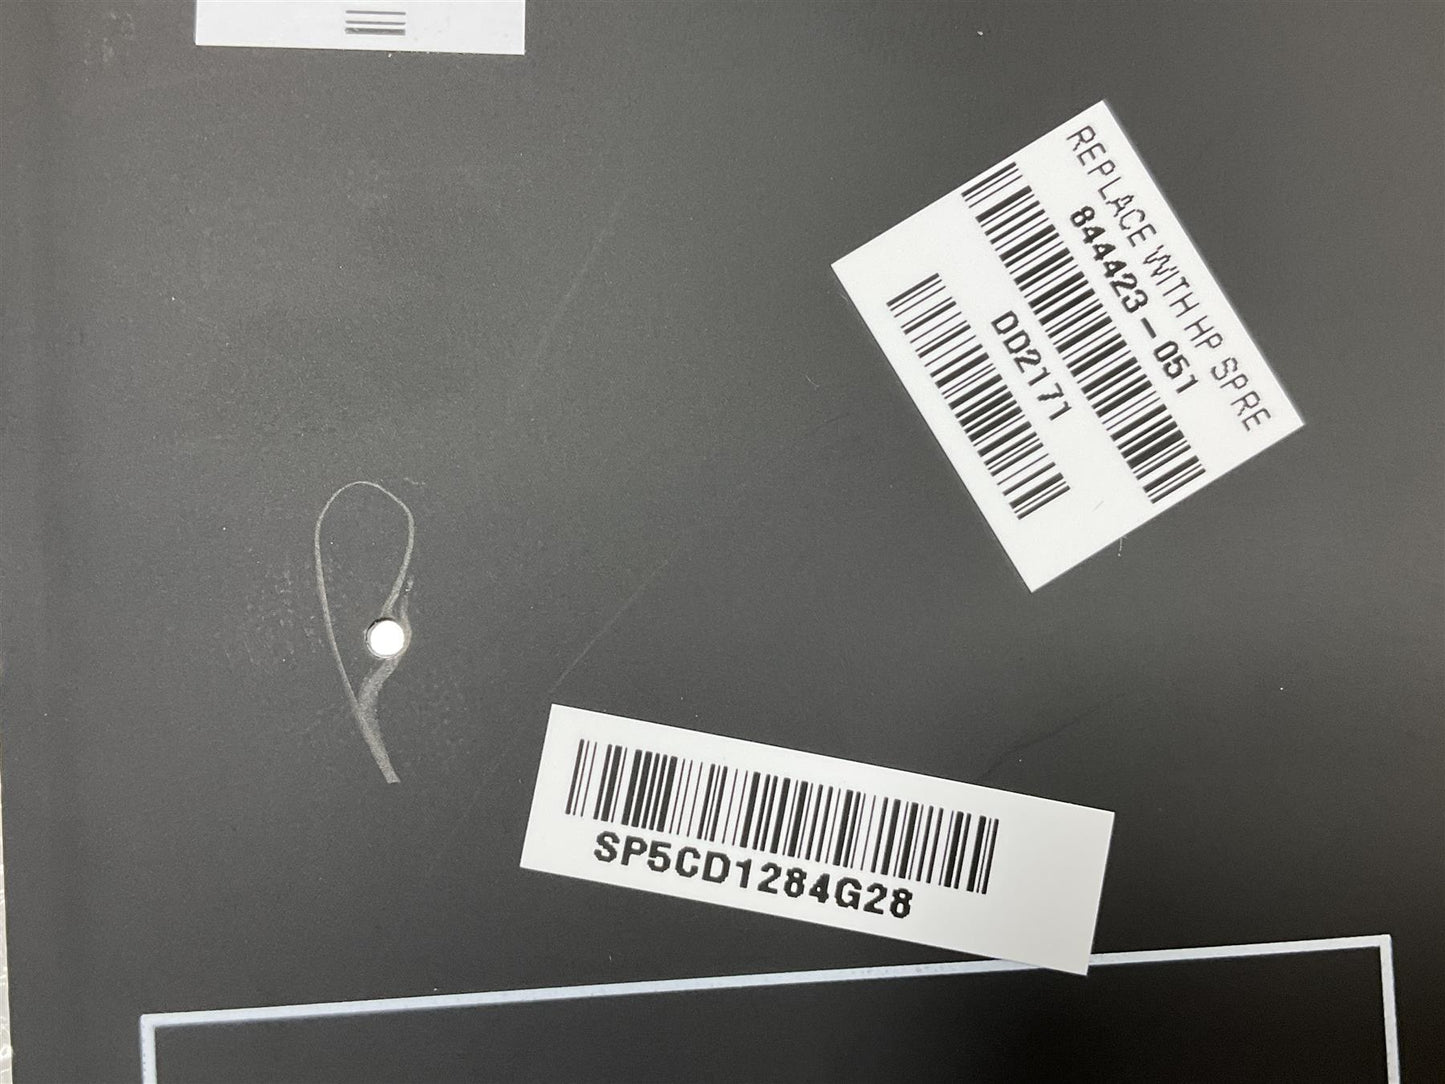 REPLACE WITH HP SPRE
844423-051
DD2171
SP5CD1284G28